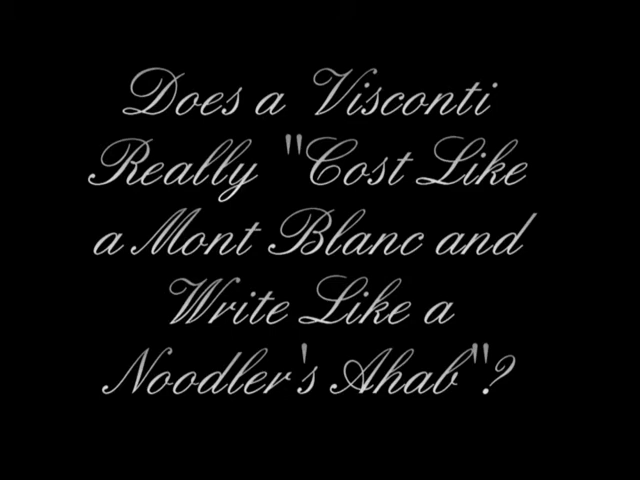 Does a Visconti
Really "Cost Like
a Mont Blanc and
Write Like a
Noodler's Ahab"?